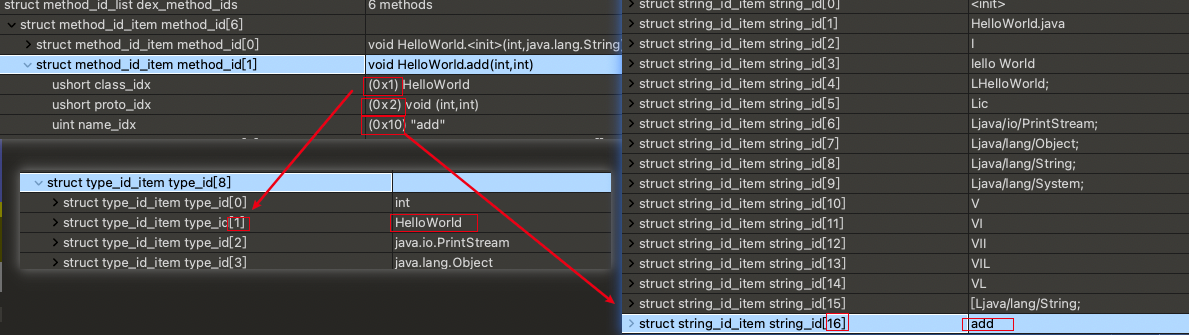 struct method_id_list dex_method_ids 6 methods
struct method_id_item method_id[6]
struct method_id_item method_id[0] void HelloWorld.<init>(int,java.lang.String
struct method_id_item method_id[1] void HelloWorld.add(int,int)
ushort class_idx (0x1) HelloWorld
ushort proto_idx (0x2) void (int,int)
uint name_idx (0x10) "add"
struct type_id_item type_id[8]
struct type_id_item type_id[0] int
struct type_id_item type_id[1] HelloWorld
struct type_id_item type_id[2] java.io.PrintStream
struct type_id_item type_id[3] java.lang.Object
struct string_id_item string_id[0] <init>
struct string_id_item string_id[1] HelloWorld.java
struct string_id_item string_id[2] I
struct string_id_item string_id[3] Iello World
struct string_id_item string_id[4] LHelloWorld;
struct string_id_item string_id[5] Lic
struct string_id_item string_id[6] Ljava/io/PrintStream;
struct string_id_item string_id[7] Ljava/lang/Object;
struct string_id_item string_id[8] Ljava/lang/String;
struct string_id_item string_id[9] Ljava/lang/System;
struct string_id_item string_id[10] V
struct string_id_item string_id[11] VI
struct string_id_item string_id[12] VII
struct string_id_item string_id[13] VIL
struct string_id_item string_id[14] VL
struct string_id_item string_id[15] [Ljava/lang/String;
struct string_id_item string_id[16] add